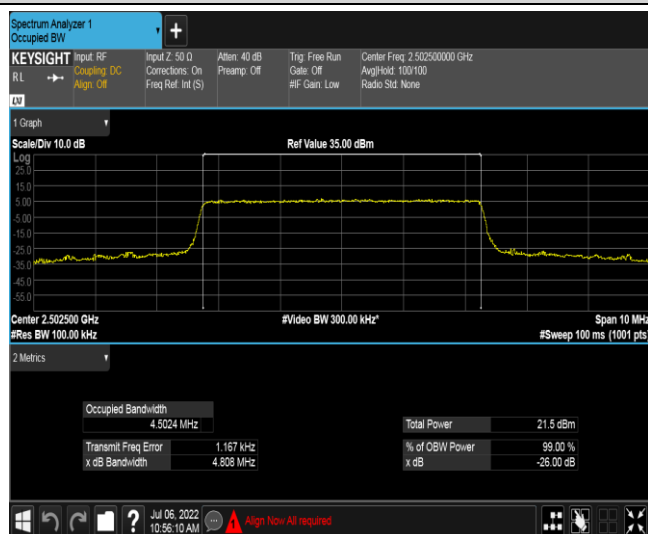 Spectrum Analyzer 1
Occupied BW
+
KEYSIGHT
RL
LXI
Input: RF
Coupling: DC
Align: Off
Input Z: 50 Ω
Corrections: On
Freq Ref: Int (S)
Atten: 40 dB
Preamp: Off
Trig: Free Run
Gate: Off
#IF Gain: Low
Center Freq: 2.502500000 GHz
Avg|Hold: 100/100
Radio Std: None
1 Graph
Scale/Div 10.0 dB
Ref Value 35.00 dBm
Log
25.0
15.0
5.00
-5.00
-15.0
-25.0
-35.0
-45.0
-55.0
Center 2.502500 GHz
#Video BW 300.00 kHz*
Span 10 MHz
#Res BW 100.00 kHz
#Sweep 100 ms (1001 pts)
2 Metrics
Occupied Bandwidth
4.5024 MHz
Total Power 21.5 dBm
Transmit Freq Error 1.167 kHz
% of OBW Power 99.00 %
x dB Bandwidth 4.808 MHz
x dB -26.00 dB
?
Jul 06, 2022
10:56:10 AM
Align Now All required